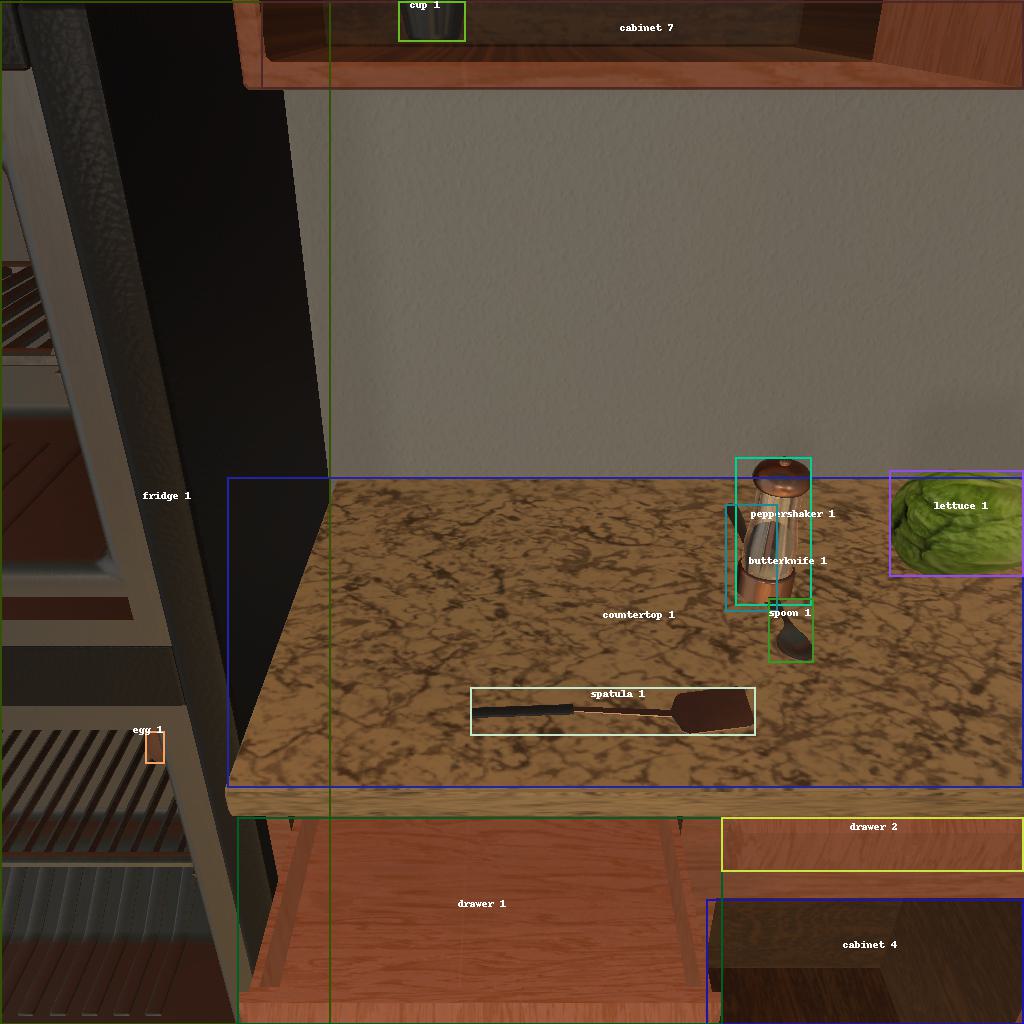 cup 1
cabinet 7
fridge 1
lettuce 1
peppershaker 1
butterknife 1
countertop 1
spoon 1
spatula 1
egg 1
drawer 2
drawer 1
cabinet 4